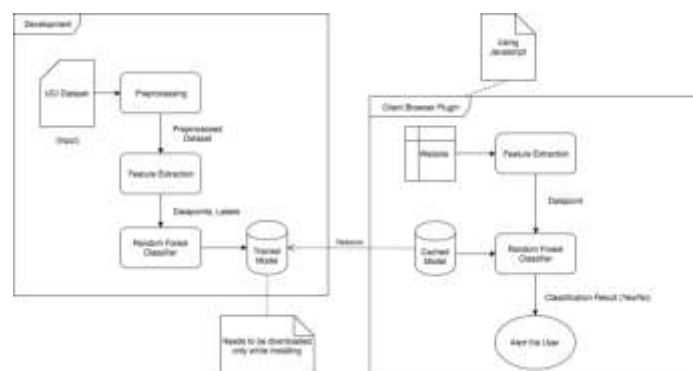 Development
UCI Dataset
(Input)
Preprocessing
Preprocessed
Dataset
Feature Extraction
Datapoints, Labels
Random Forest
Classifier
Trained
Model
Needs to be downloaded
only while installing
Using
Javascript
Client Browser Plugin
Website
Feature Extraction
Datapoint
Cached
Model
Random Forest
Classifier
Classification Result (Yes/No)
Alert the User